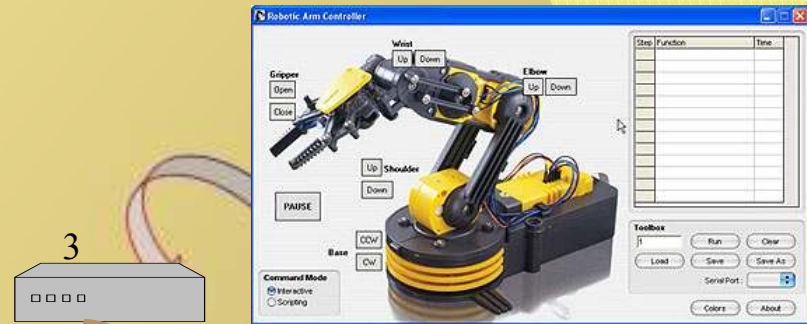 Robotic Arm Controller
Wrist
Up Down
Elbow
Up Down
Gripper
Open
Close
Up Shoulder
Down
PAUSE
Base
CCW
CW
Command Mode
Interactive
Scripting
Step Function Time
Toolbox
1 Run Clear
Load Save Save As
Serial Port :
Colors About
3